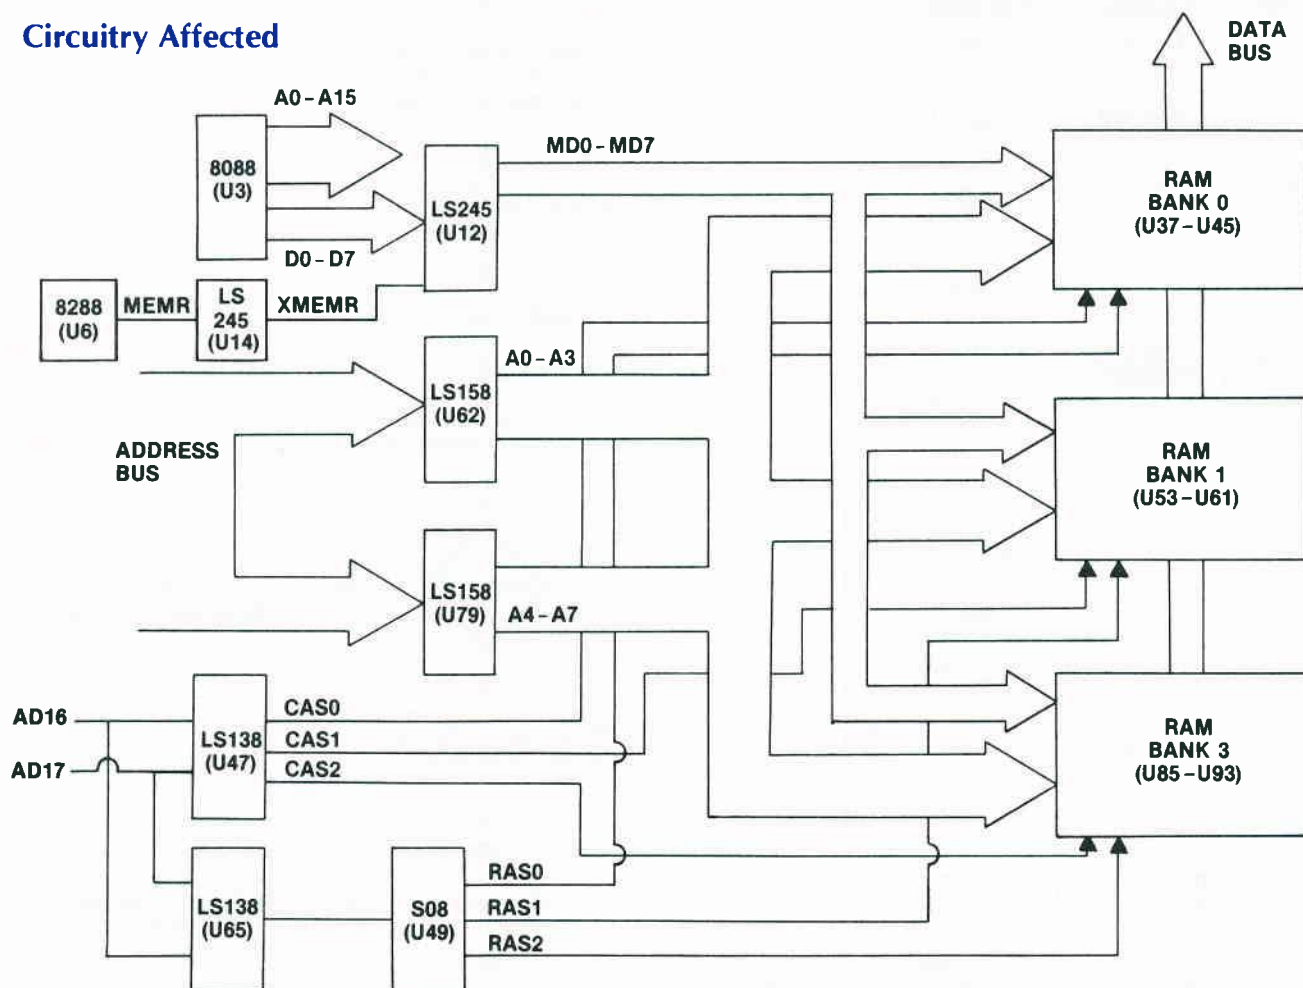 Circuitry Affected
DATA
BUS
A0-A15
8088
(U3)
D0-D7
LS245
(U12)
MD0-MD7
RAM
BANK 0
(U37-U45)
8288
(U6)
MEMR
LS
245
(U14)
XMEMR
A0-A3
LS158
(U62)
ADDRESS
BUS
RAM
BANK 1
(U53-U61)
LS158
(U79)
A4-A7
AD16
AD17
LS138
(U47)
CAS0
CAS1
CAS2
RAM
BANK 3
(U85-U93)
LS138
(U65)
S08
(U49)
RAS0
RAS1
RAS2